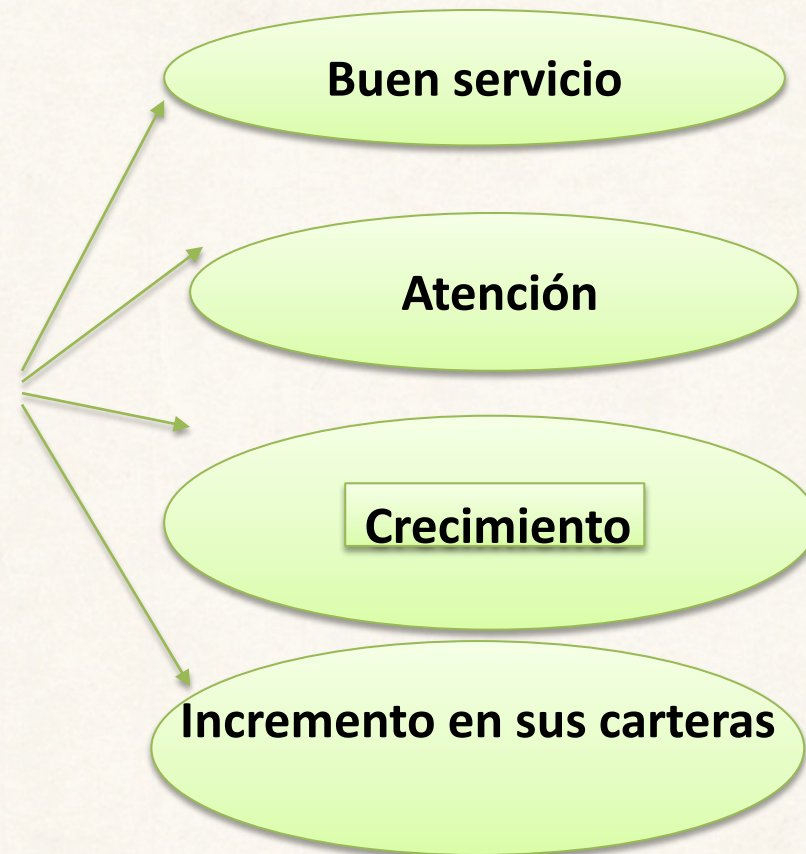 Buen servicio
Atención
Crecimiento
Incremento en sus carteras